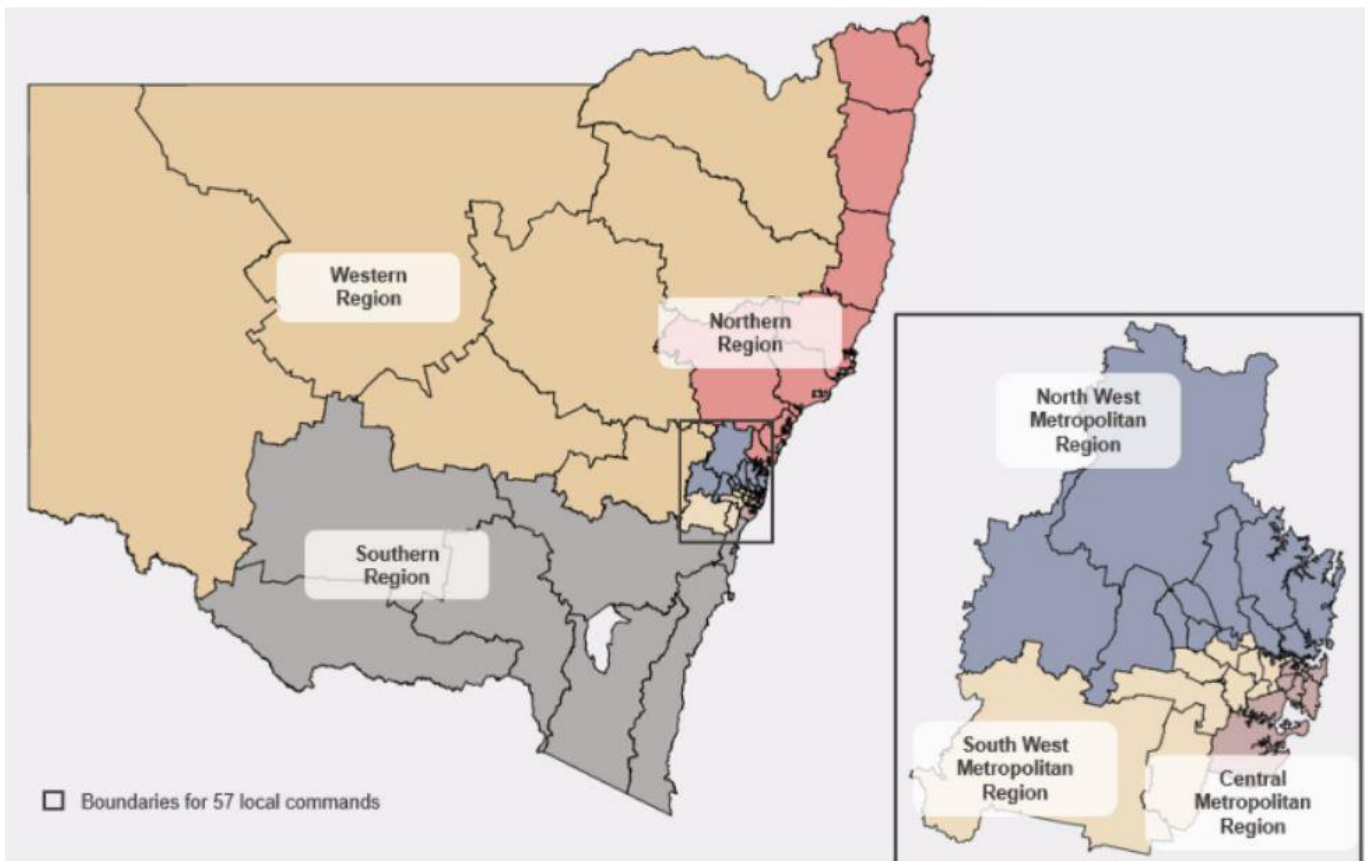 Western
Region
Northern
Region
Southern
Region
North West
Metropolitan
Region
South West
Metropolitan
Region
Central
Metropolitan
Region
Boundaries for 57 local commands